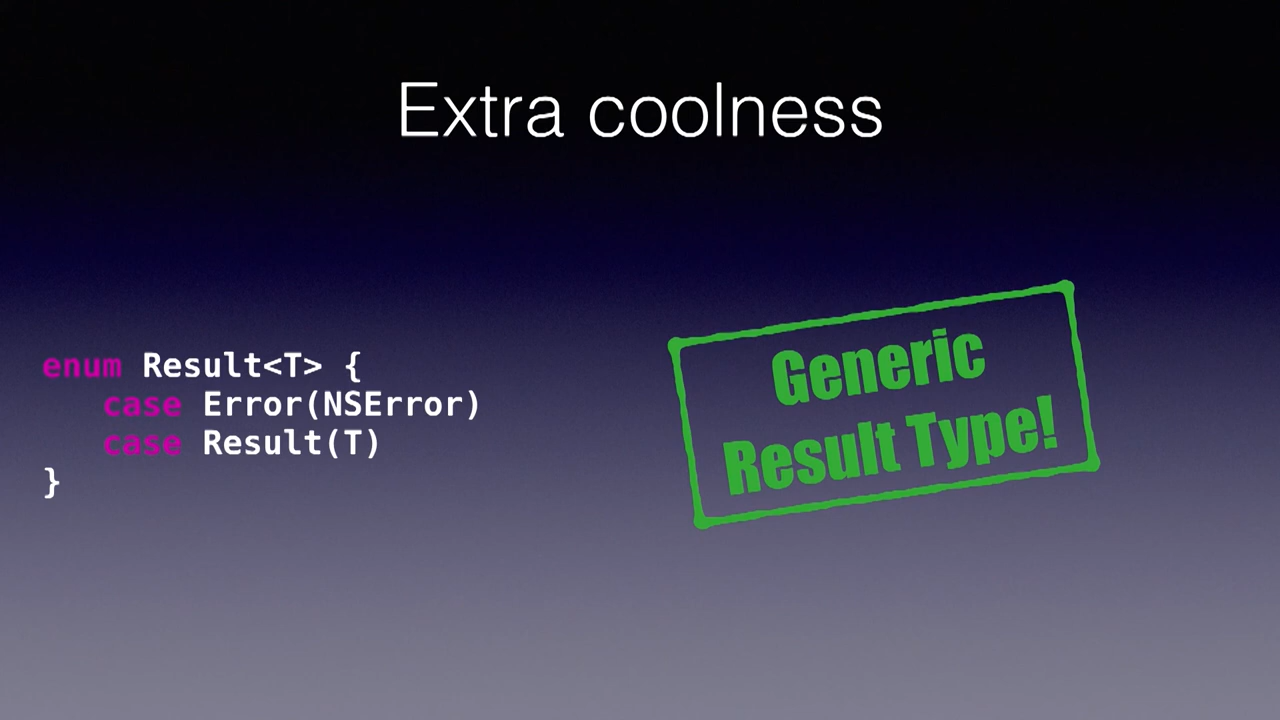 Extra coolness
enum Result<T> {
   case Error(NSError)
   case Result(T)
}
Generic
Result Type!